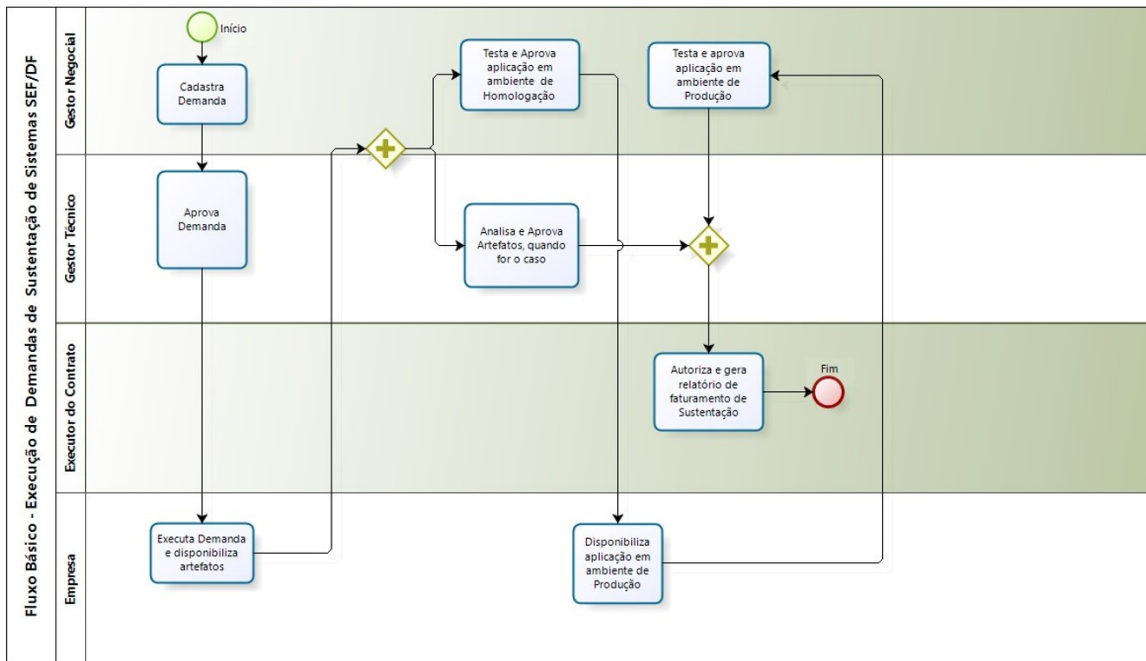 Fluxo Básico - Execução de Demandas de Sustentação de Sistemas SEF/DF
Gestor Negocial
Início
Cadastra
Demanda
Testa e Aprova
aplicação em
ambiente de
Homologação
Testa e aprova
aplicação em
ambiente de
Produção
Gestor Técnico
Aprova
Demanda
Analisa e Aprova
Artefatos, quando
for o caso
Executor do Contrato
Autoriza e gera
relatório de
faturamento de
Sustentação
Fim
Empresa
Executa Demanda
e disponibiliza
artefatos
Disponibiliza
aplicação em
ambiente de
Produção